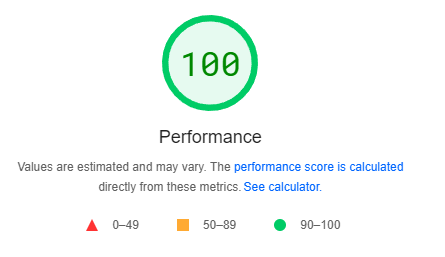 100
Performance
Values are estimated and may vary. The performance score is calculated
directly from these metrics. See calculator.
0–49 50–89 90–100